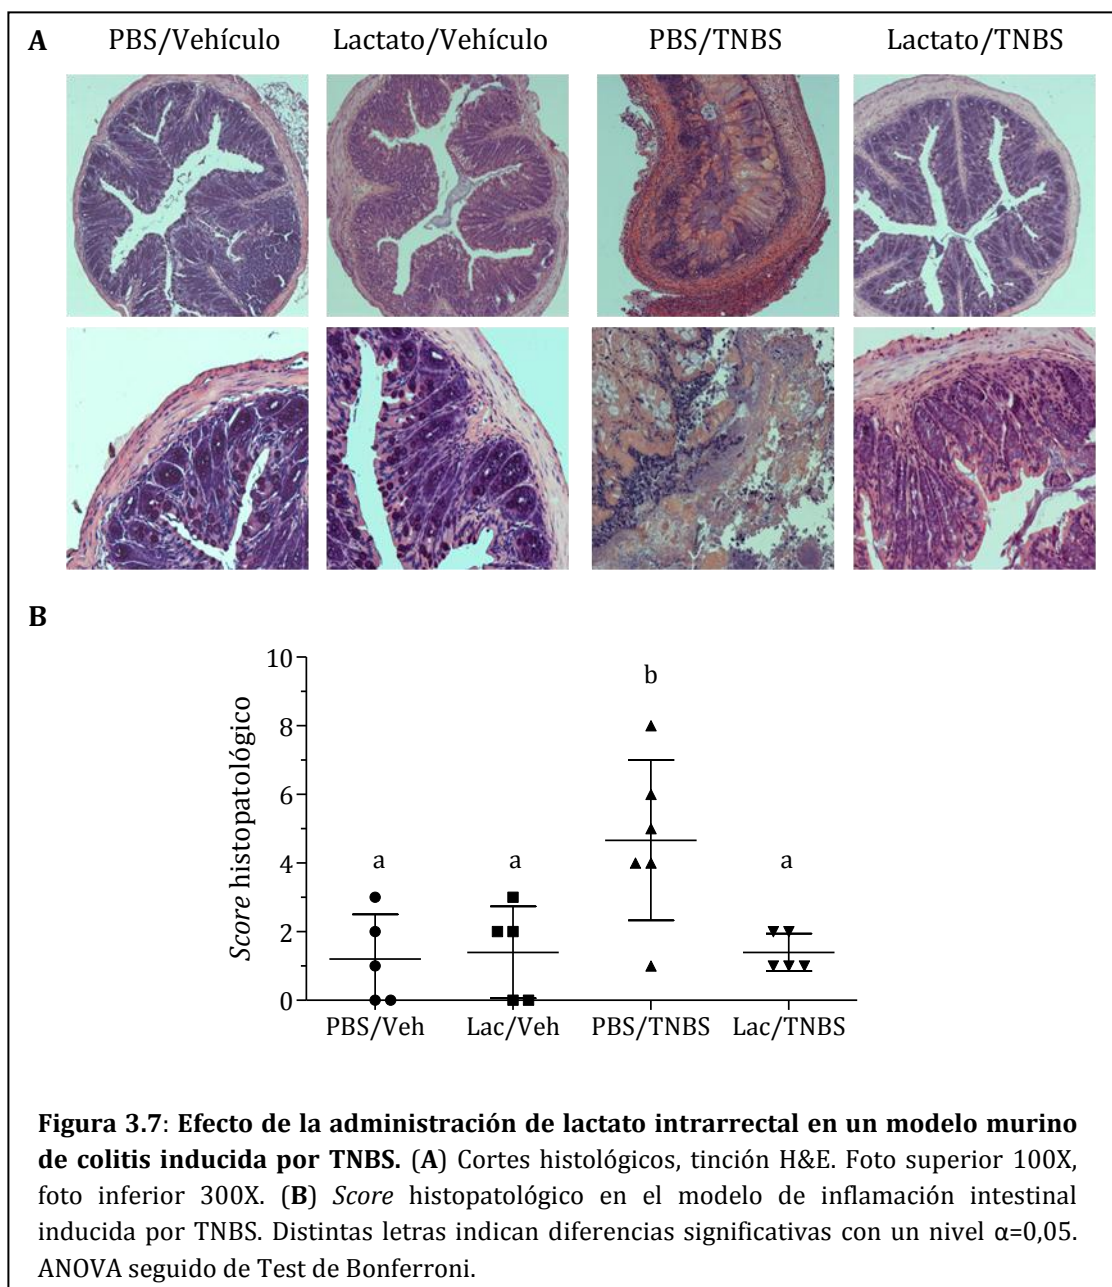 A PBS/Vehículo Lactato/Vehículo PBS/TNBS Lactato/TNBS
B
10
8
6
4
2
0
Score histopatológico
a
a
b
a
PBS/Veh Lac/Veh PBS/TNBS Lac/TNBS
Figura 3.7: Efecto de la administración de lactato intrarrectal en un modelo murino
de colitis inducida por TNBS. (A) Cortes histológicos, tinción H&E. Foto superior 100X,
foto inferior 300X. (B) Score histopatológico en el modelo de inflamación intestinal
inducida por TNBS. Distintas letras indican diferencias significativas con un nivel α=0,05.
ANOVA seguido de Test de Bonferroni.